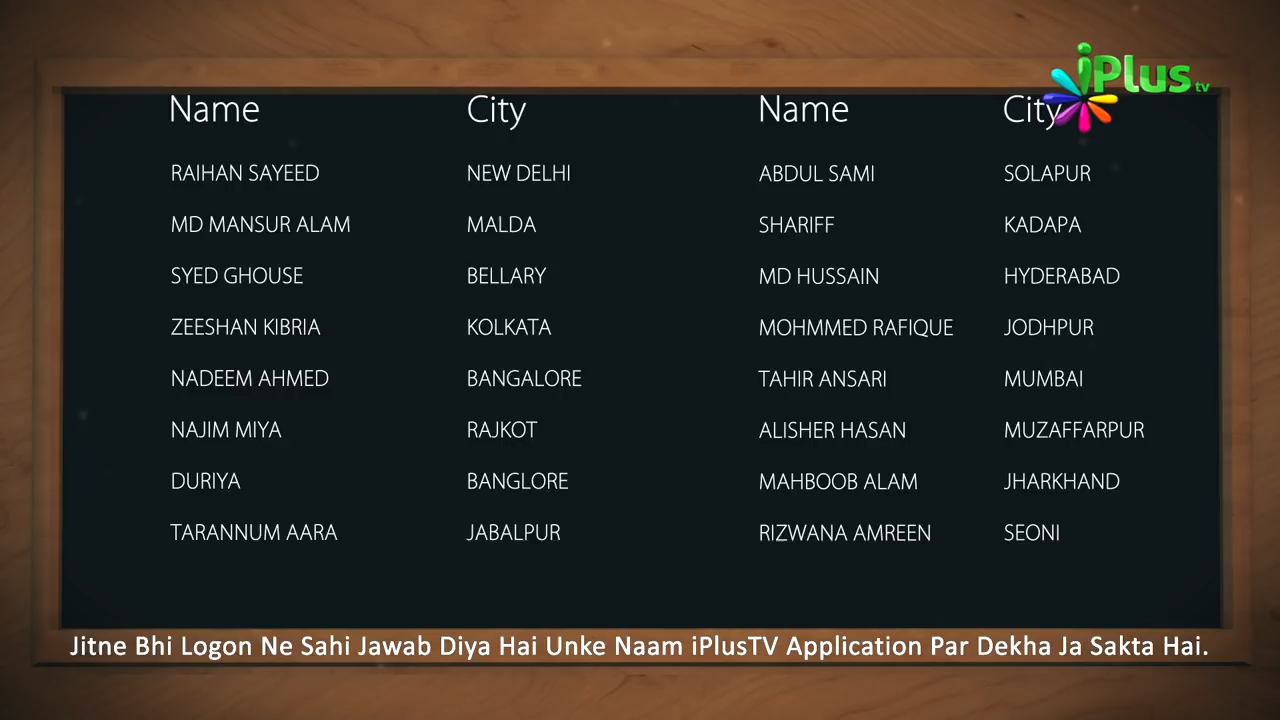 iPlus tv
Name City Name City
RAIHAN SAYEED NEW DELHI ABDUL SAMI SOLAPUR
MD MANSUR ALAM MALDA SHARIFF KADAPA
SYED GHOUSE BELLARY MD HUSSAIN HYDERABAD
ZEESHAN KIBRIA KOLKATA MOHMMED RAFIQUE JODHPUR
NADEEM AHMED BANGALORE TAHIR ANSARI MUMBAI
NAJIM MIYA RAJKOT ALISHER HASAN MUZAFFARPUR
DURIYA BANGLORE MAHBOOB ALAM JHARKHAND
TARANNUM AARA JABALPUR RIZWANA AMREEN SEONI
Jitne Bhi Logon Ne Sahi Jawab Diya Hai Unke Naam iPlusTV Application Par Dekha Ja Sakta Hai.